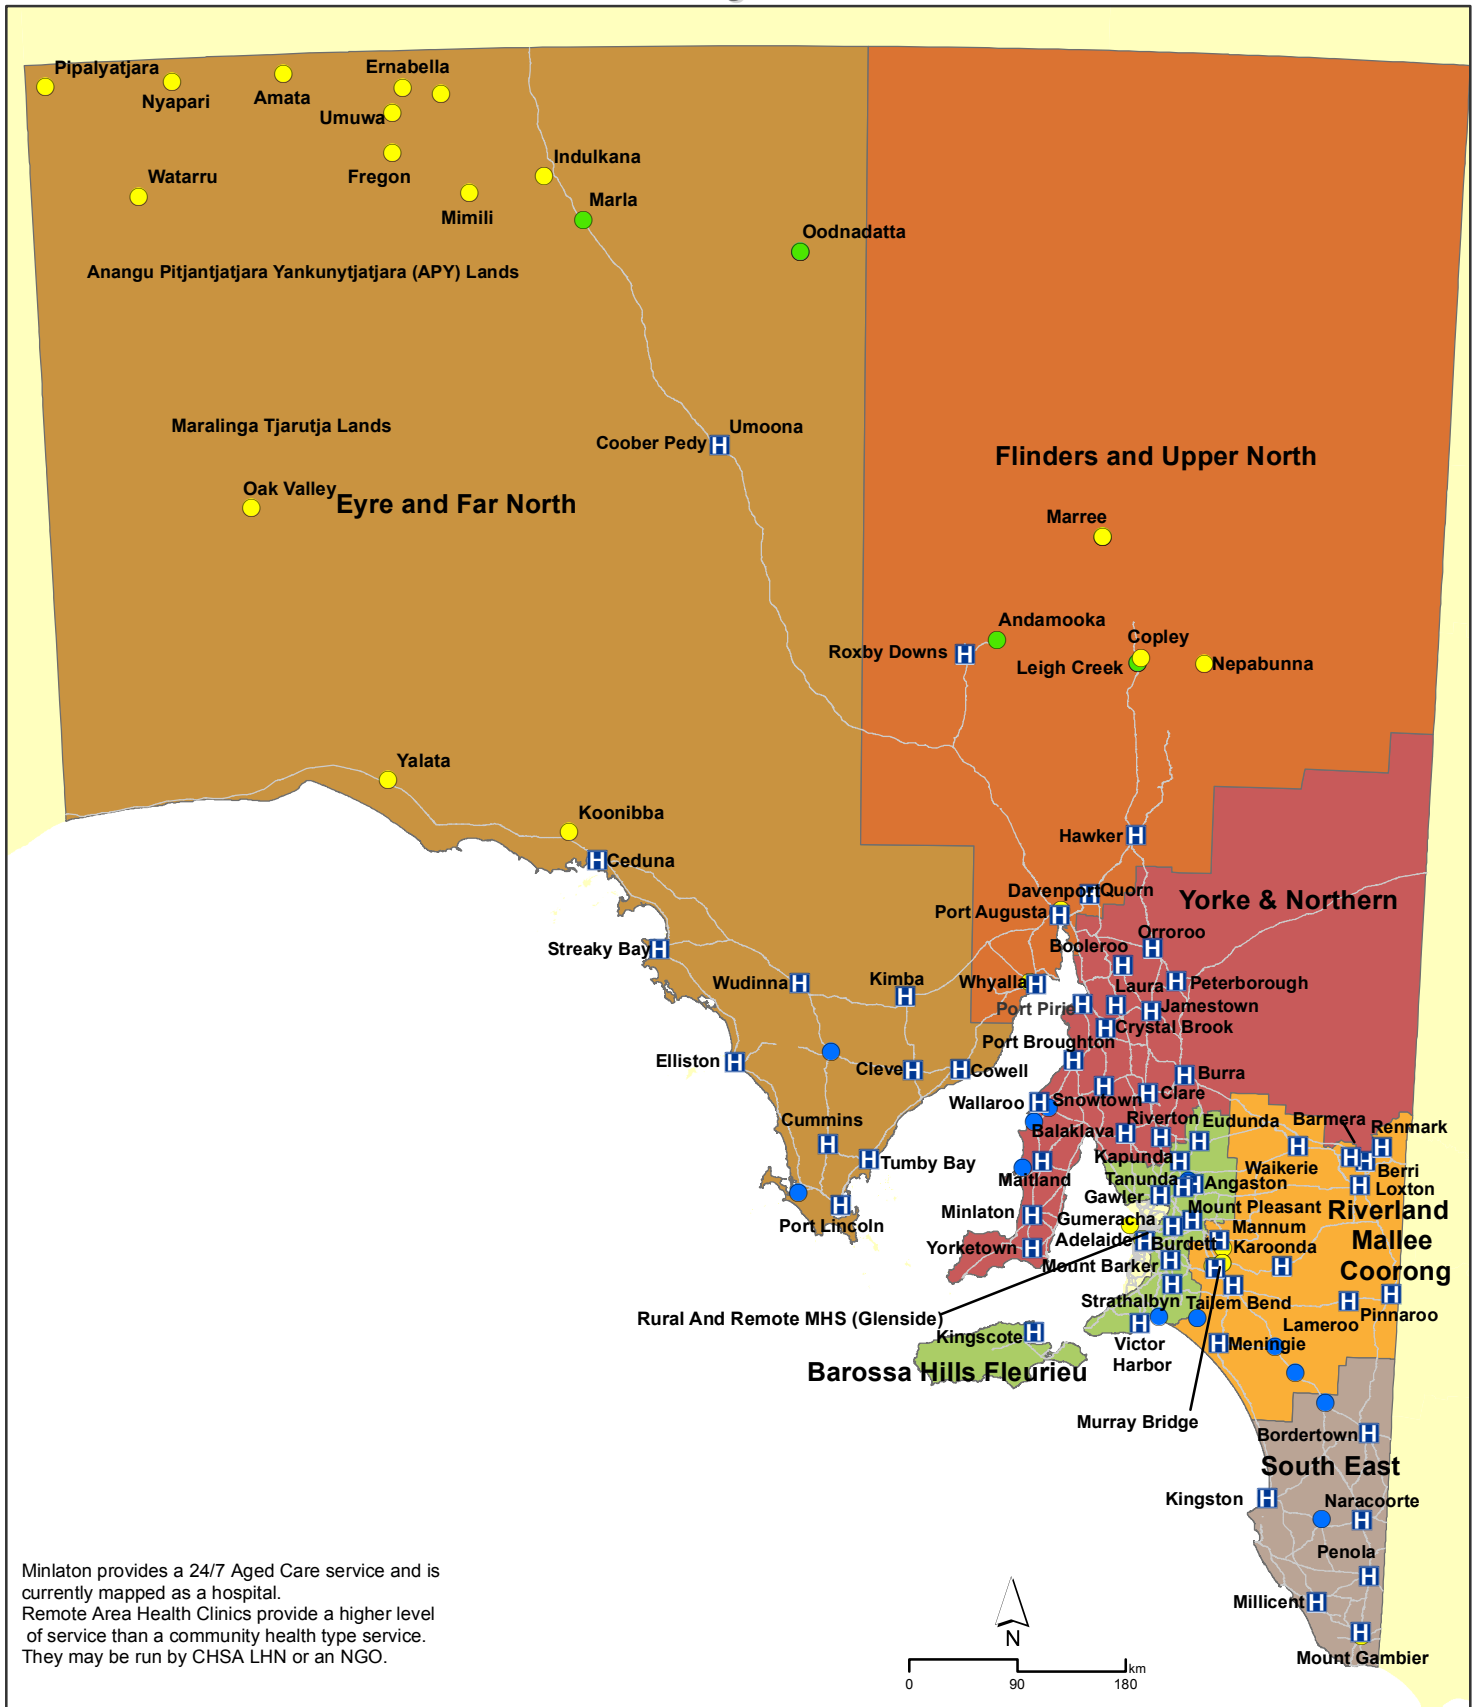 Pipalyatjara
Nyapari
Amata
Ernabella
Umuwa
Fregon
Watarru
Mimili
Indulkana
Marla
Oodnadatta
Anangu Pitjantjatjara Yankunytjatjara (APY) Lands
Maralinga Tjarutja Lands
Coober Pedy
H
Umoona
Oak Valley
Eyre and Far North
Flinders and Upper North
Marree
Andamooka
Roxby Downs
H
Copley
Leigh Creek
Nepabunna
Yalata
Koonibba
H
Ceduna
Hawker
H
Davenport
H
Quorn
Port Augusta
H
Yorke & Northern
Streaky Bay
H
Booleroo
H
Orroroo
H
Wudinna
H
Kimba
H
Whyalla
H
Laura
H
H
Peterborough
Port Pirie
H
H
Jamestown
H
Crystal Brook
Port Broughton
H
Elliston
H
Cleve
H
H
Cowell
H
Burra
Wallaroo
H
Snowtown
H
H
Clare
Cummins
H
Balaklava
H
Riverton
H
Eudunda
H
Barmera
H
Renmark
H
H
Tumby Bay
Maitland
H
Kapunda
H
Waikerie
H
H
Berri
Tanunda
H
H
Angaston
H
Loxton
Port Lincoln
H
Minlaton
H
Gawler
H
Mount Pleasant
H
Riverland
Mallee
Coorong
Gumeracha
H
Mannum
H
Yorketown
H
Adelaide
H
Burdett
Karoonda
H
Mount Barker
H
H
Strathalbyn
H
Tailem Bend
H
Lameroo
H
Pinnaroo
H
Rural And Remote MHS (Glenside)
Kingscote
H
Victor
Harbor
H
H
Meningie
Barossa Hills Fleurieu
Murray Bridge
Bordertown
H
South East
Kingston
H
Naracoorte
H
Penola
H
Millicent
H
H
Mount Gambier
Minlaton provides a 24/7 Aged Care service and is
currently mapped as a hospital.
Remote Area Health Clinics provide a higher level
of service than a community health type service.
They may be run by CHSA LHN or an NGO.
N
km
0 90 180